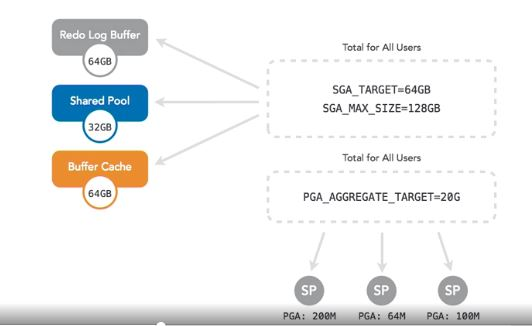 Redo Log Buffer
64GB
Shared Pool
32GB
Buffer Cache
64GB
Total for All Users
SGA_TARGET=64GB
SGA_MAX_SIZE=128GB
Total for All Users
PGA_AGGREGATE_TARGET=20G
SP SP SP
PGA: 200M PGA: 64M PGA: 100M